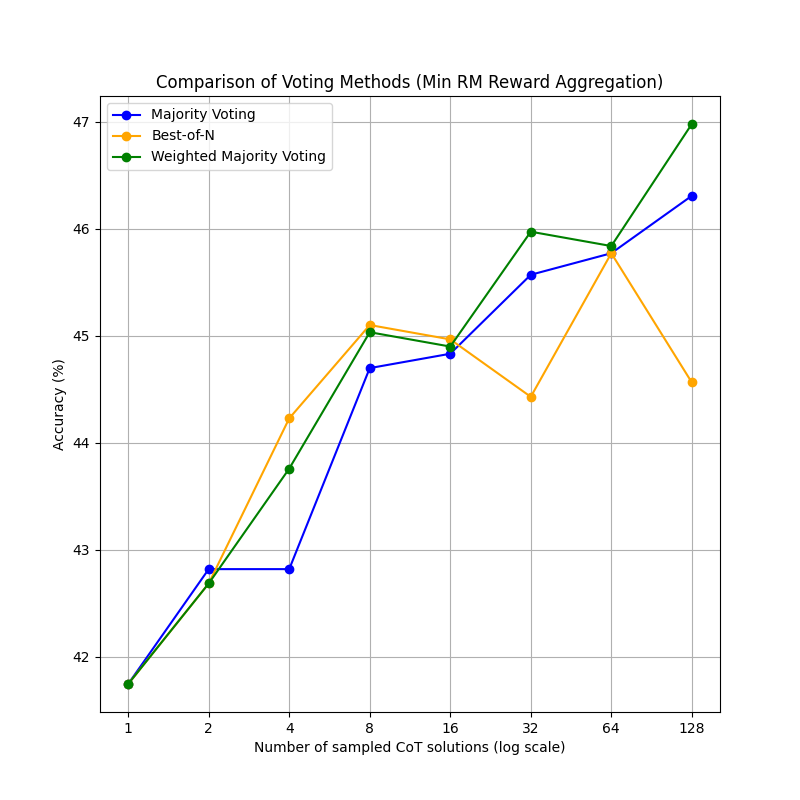 Comparison of Voting Methods (Min RM Reward Aggregation)
Majority Voting
Best-of-N
Weighted Majority Voting
47
46
45
44
43
42
Accuracy (%)
1 2 4 8 16 32 64 128
Number of sampled CoT solutions (log scale)